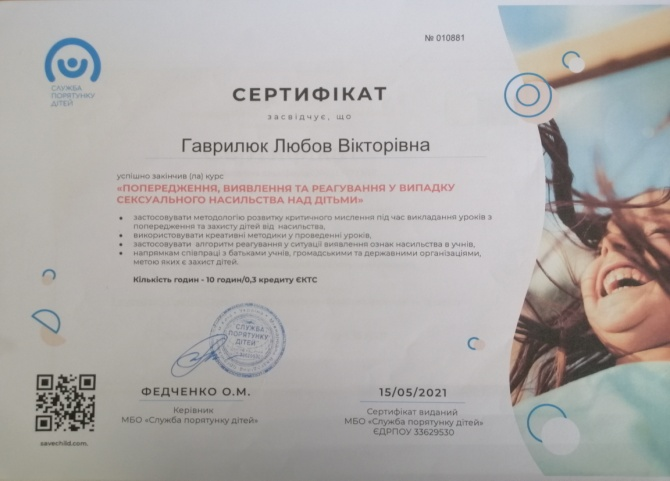 № 010881
СЛУЖБА
ПОРЯТУНКУ
ДІТЕЙ
СЕРТИФІКАТ
засвідчує, що
Гаврилюк Любов Вікторівна
успішно закінчив (ла) курс
«ПОПЕРЕДЖЕННЯ, ВИЯВЛЕННЯ ТА РЕАГУВАННЯ У ВИПАДКУ
СЕКСУАЛЬНОГО НАСИЛЬСТВА НАД ДІТЬМИ»
• застосовувати методологію розвитку критичного мислення під час викладання уроків з
попередження та захисту дітей від насильства,
• використовувати креативні методики у проведенні уроків,
• застосовувати алгоритм реагування у ситуації виявлення ознак насильства в учнів,
• напрямкам співпраці з батьками учнів, громадськими та державними організаціями,
метою яких є захист дітей.
Кількість годин - 10 годин/0,3 кредиту ЄКТС
СЛУЖБА
ПОРЯТУНКУ
ДІТЕЙ
ФЕДЧЕНКО О.М.
Керівник
МБО «Служба порятунку дітей»
15/05/2021
Сертифікат виданий
МБО «Служба порятунку дітей»
ЄДРПОУ 33629530
savechild.com.